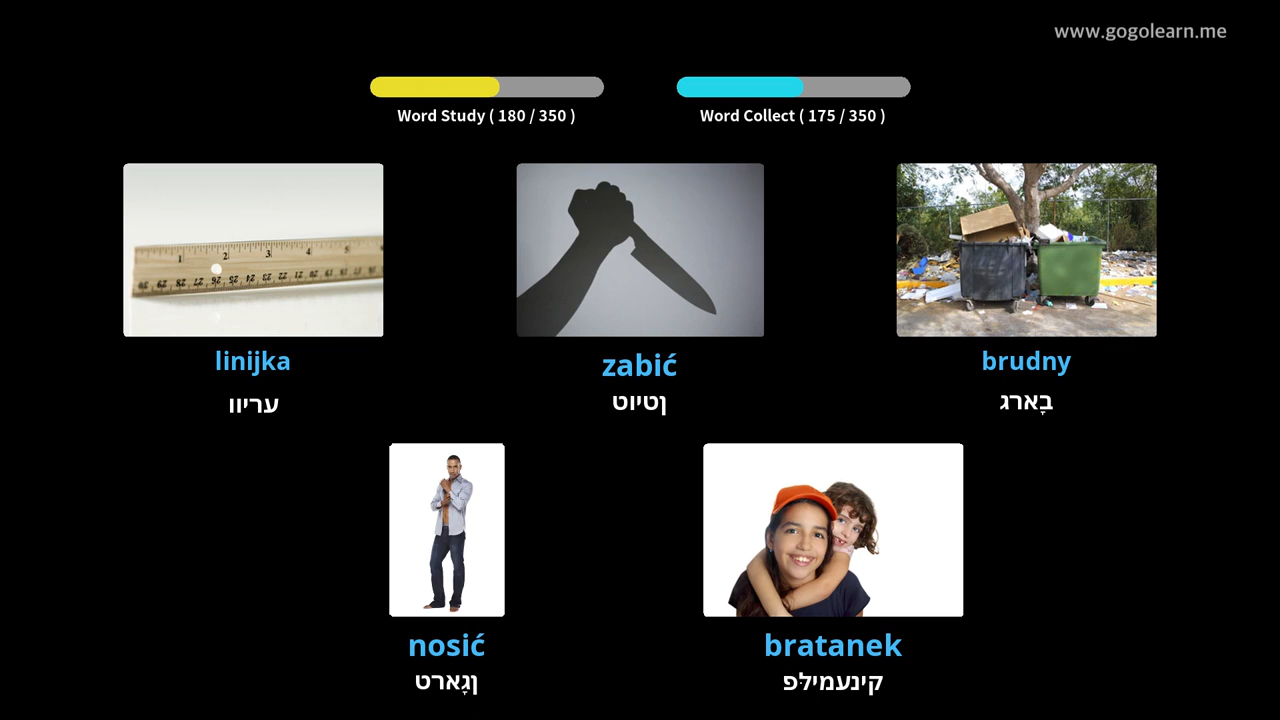 www.gogolearn.me
Word Study ( 180 / 350 )
Word Collect ( 175 / 350 )
linijka
zabić
brudny
עריוו
ןטיוט
בָארג
nosić
bratanek
ןגָארט
קינעמילּפ